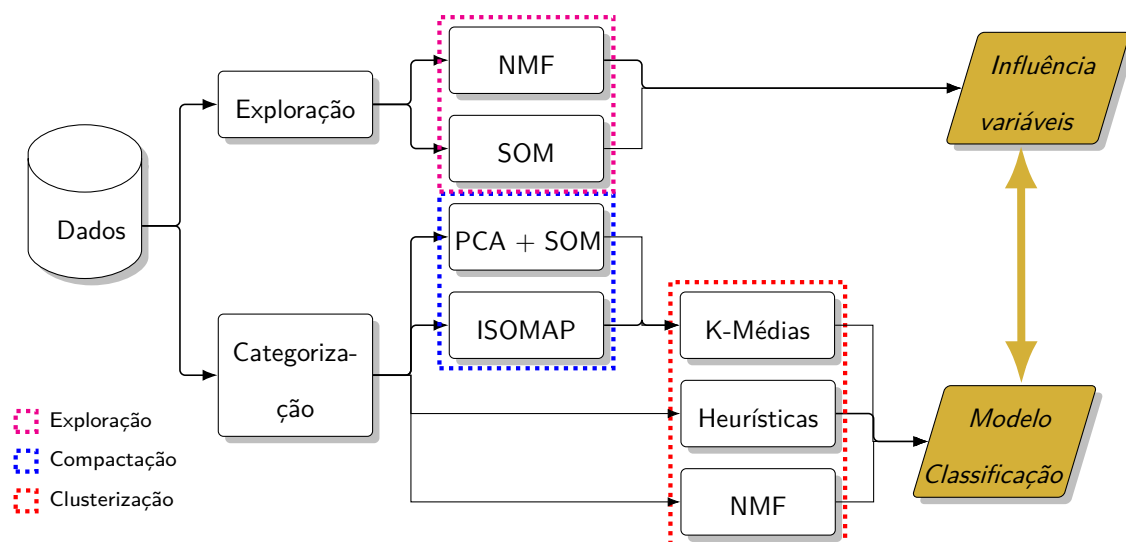 NMF
SOM
Exploração
Influência
variáveis
Dados
PCA + SOM
ISOMAP
Categoriza-
ção
K-Médias
Heurísticas
NMF
Modelo
Classificação
Exploração
Compactação
Clusterização